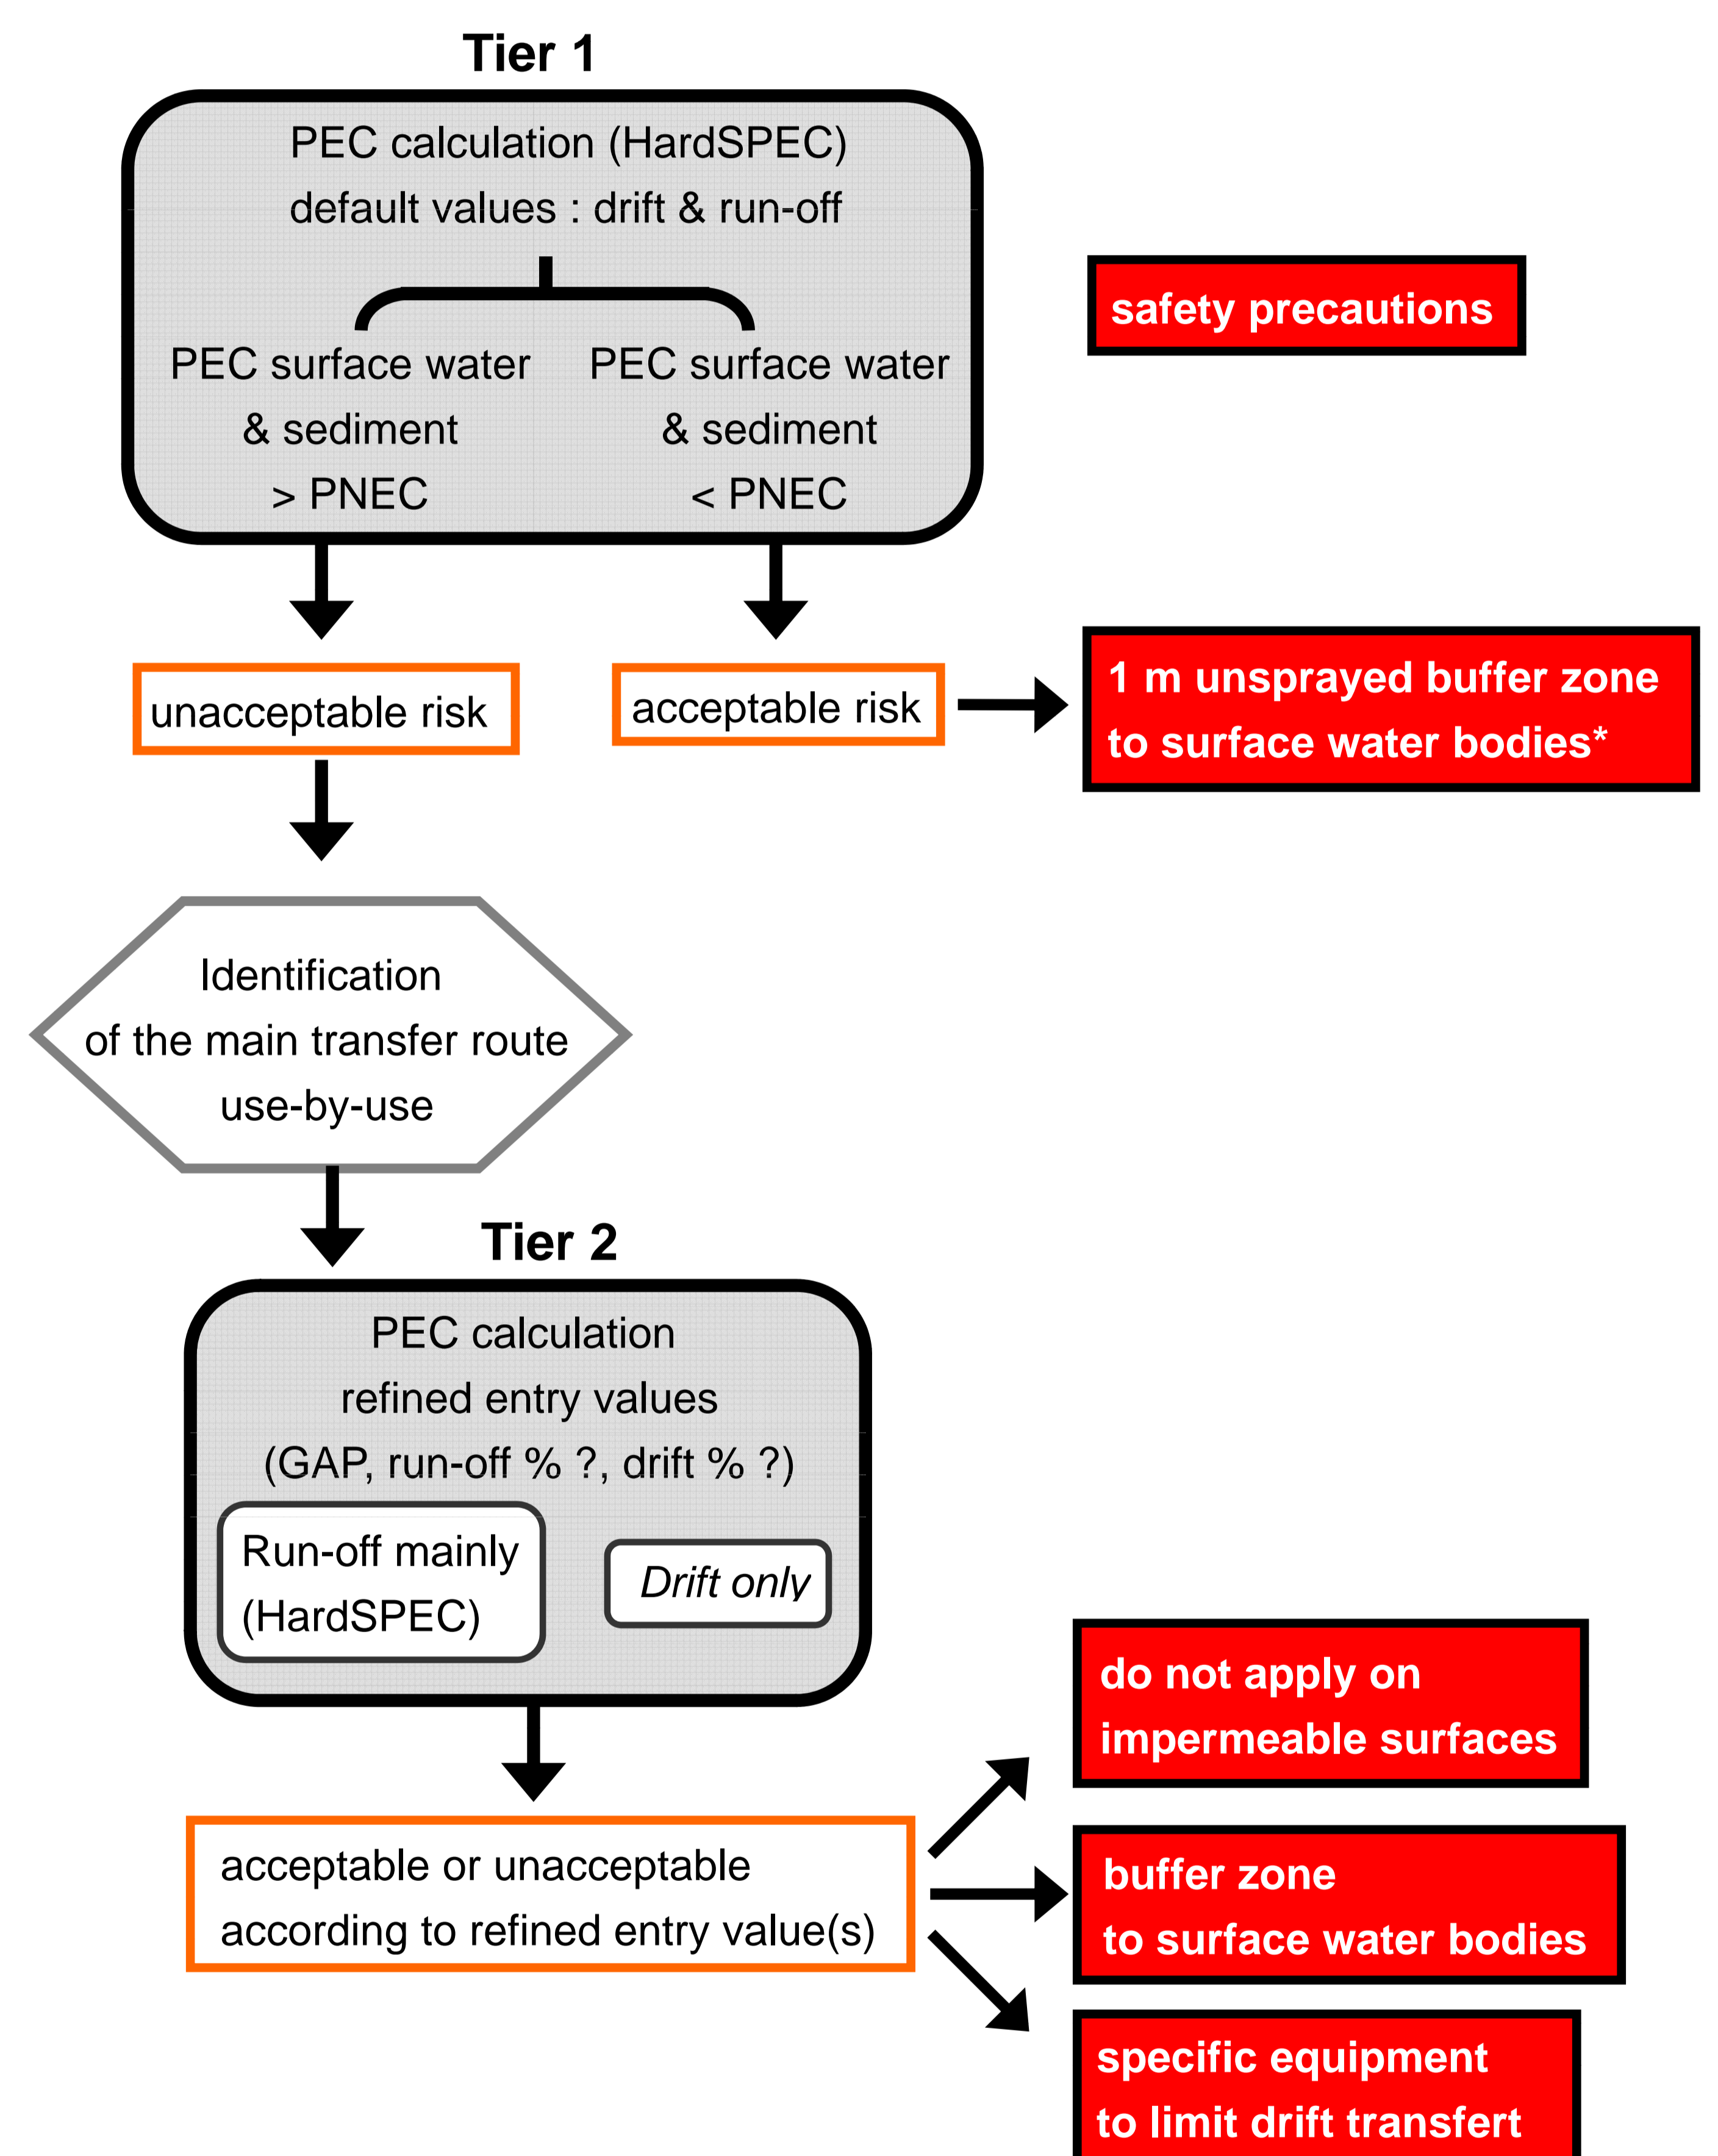 Tier 1
PEC calculation (HardSPEC)
default values : drift & run-off
PEC surface water
& sediment
> PNEC
PEC surface water
& sediment
< PNEC
safety precautions
unacceptable risk
acceptable risk
1 m unsprayed buffer zone
to surface water bodies*
Identification
of the main transfer route
use-by-use
Tier 2
PEC calculation
refined entry values
(GAP, run-off % ?, drift % ?)
Run-off mainly
(HardSPEC)
Drift only
acceptable or unacceptable
according to refined entry value(s)
do not apply on
impermeable surfaces
buffer zone
to surface water bodies
specific equipment
to limit drift transfert